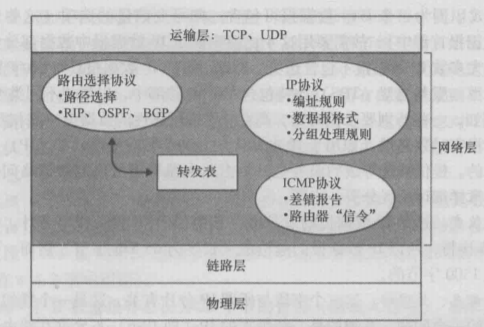 运输层：TCP、UDP
路由选择协议
•路径选择
•RIP、OSPF、BGP
转发表
IP协议
•编址规则
•数据报格式
•分组处理规则
ICMP协议
•差错报告
•路由器“信令”
网络层
链路层
物理层